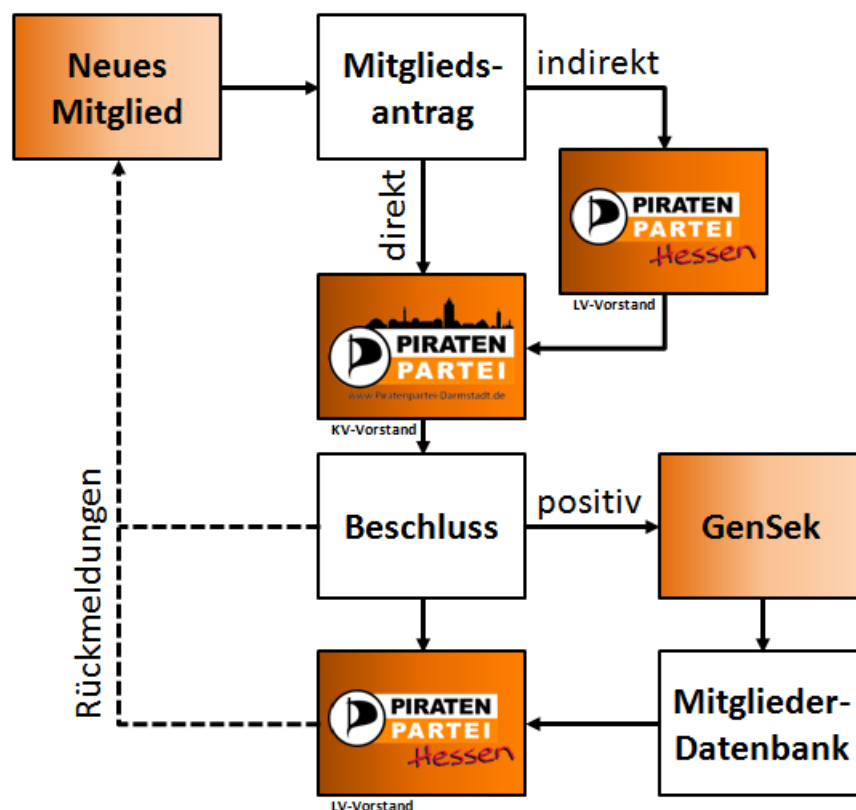 Neues
Mitglied
Mitglieds-
antrag
indirekt
direkt
PIRATEN
PARTEI
Hessen
LV-Vorstand
PIRATEN
PARTEI
www.Piratenpartei-Darmstadt.de
KV-Vorstand
Beschluss
positiv
GenSek
Rückmeldungen
PIRATEN
PARTEI
Hessen
LV-Vorstand
Mitglieder-
Datenbank